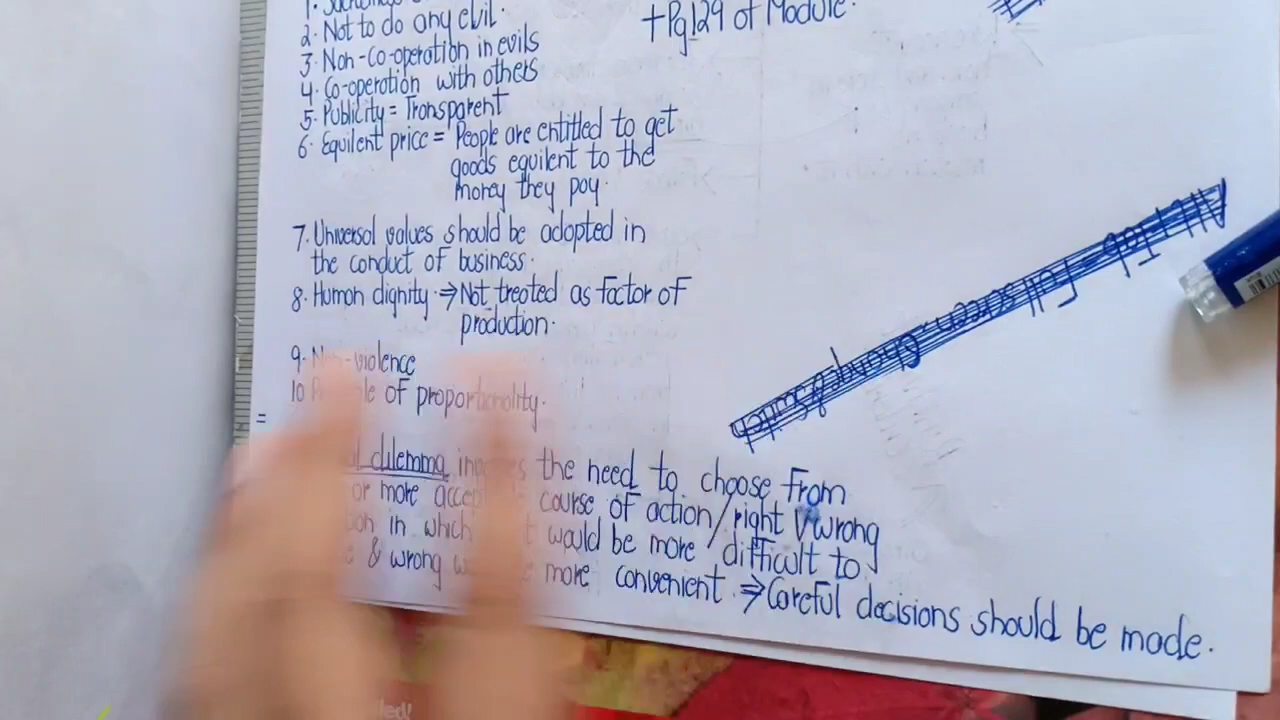 1.
2. Not to do any evil.
+Pg129 of Module.
3. Non-Co-operation in evils
4. Co-operation with others
5. Publicity = Transparent
6. Equilent price = People are entitled to get
goods equilent to the
money they pay.
7. Universal values should be adopted in
the conduct of business.
8. Human dignity. ⇒ Not treated as factor of
production.
9. Non-violence
10 of proportionality.
=
dilemma the need to choose from
or more course of action/right √wrong
in which would be more difficult to
& wrong more convenient ⇒ Careful decisions should be made.